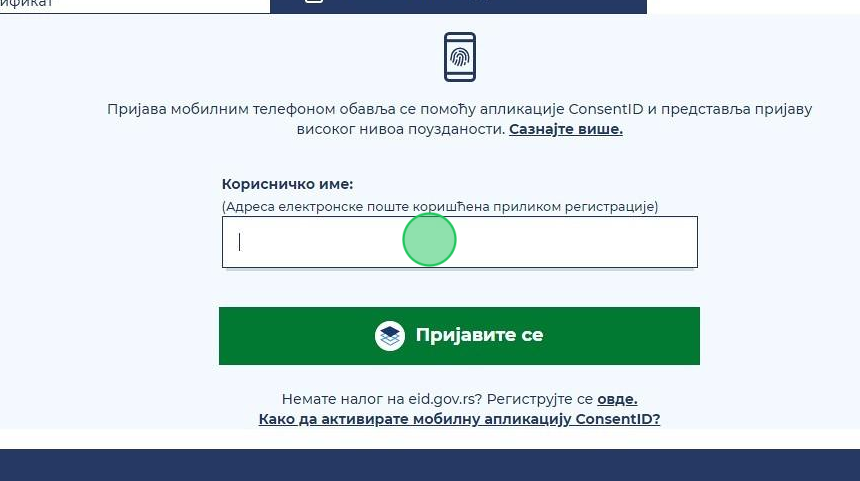 Пријава мобилним телефоном обавља се помоћу апликације ConsentID и представља пријаву
високог нивоа поузданости. Сазнајте више.
Корисничко име:
(Адреса електронске поште коришћена приликом регистрације)
Пријавите се
Немате налог на eid.gov.rs? Региструјте се овде.
Како да активирате мобилну апликацију ConsentID?